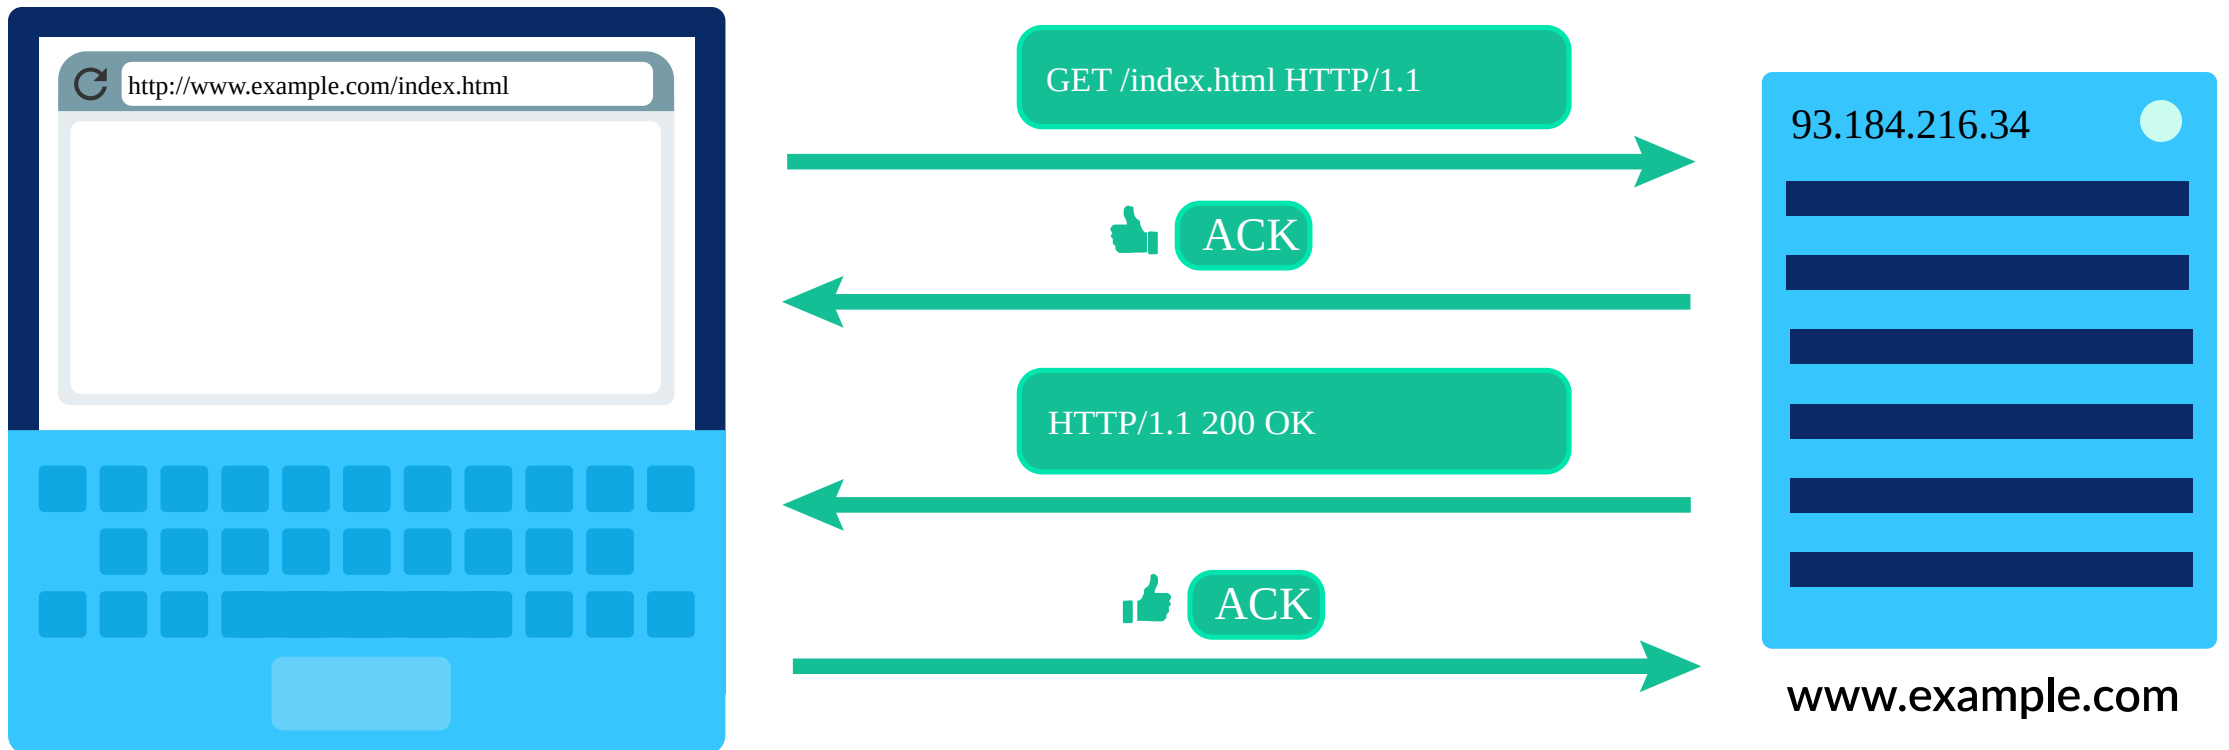 http://www.example.com/index.html
GET /index.html HTTP/1.1
ACK
HTTP/1.1 200 OK
ACK
93.184.216.34
www.example.com